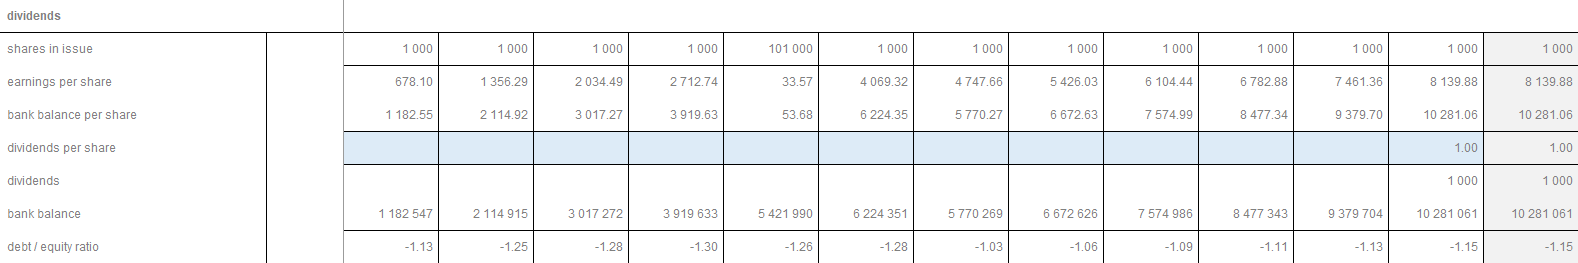 dividends
shares in issue 1 000 1 000 1 000 1 000 101 000 1 000 1 000 1 000 1 000 1 000 1 000 1 000 1 000
earnings per share 678.10 1 356.29 2 034.49 2 712.74 33.57 4 069.32 4 747.66 5 426.03 6 104.44 6 782.88 7 461.36 8 139.88 8 139.88
bank balance per share 1 182.55 2 114.92 3 017.27 3 919.63 53.68 6 224.35 5 770.27 6 672.63 7 574.99 8 477.34 9 379.70 10 281.06 10 281.06
dividends per share 1.00 1.00
dividends 1 000 1 000
bank balance 1 182 547 2 114 915 3 017 272 3 919 633 5 421 990 6 224 351 5 770 269 6 672 626 7 574 986 8 477 343 9 379 704 10 281 061 10 281 061
debt / equity ratio -1.13 -1.25 -1.28 -1.30 -1.26 -1.28 -1.03 -1.06 -1.09 -1.11 -1.13 -1.15 -1.15